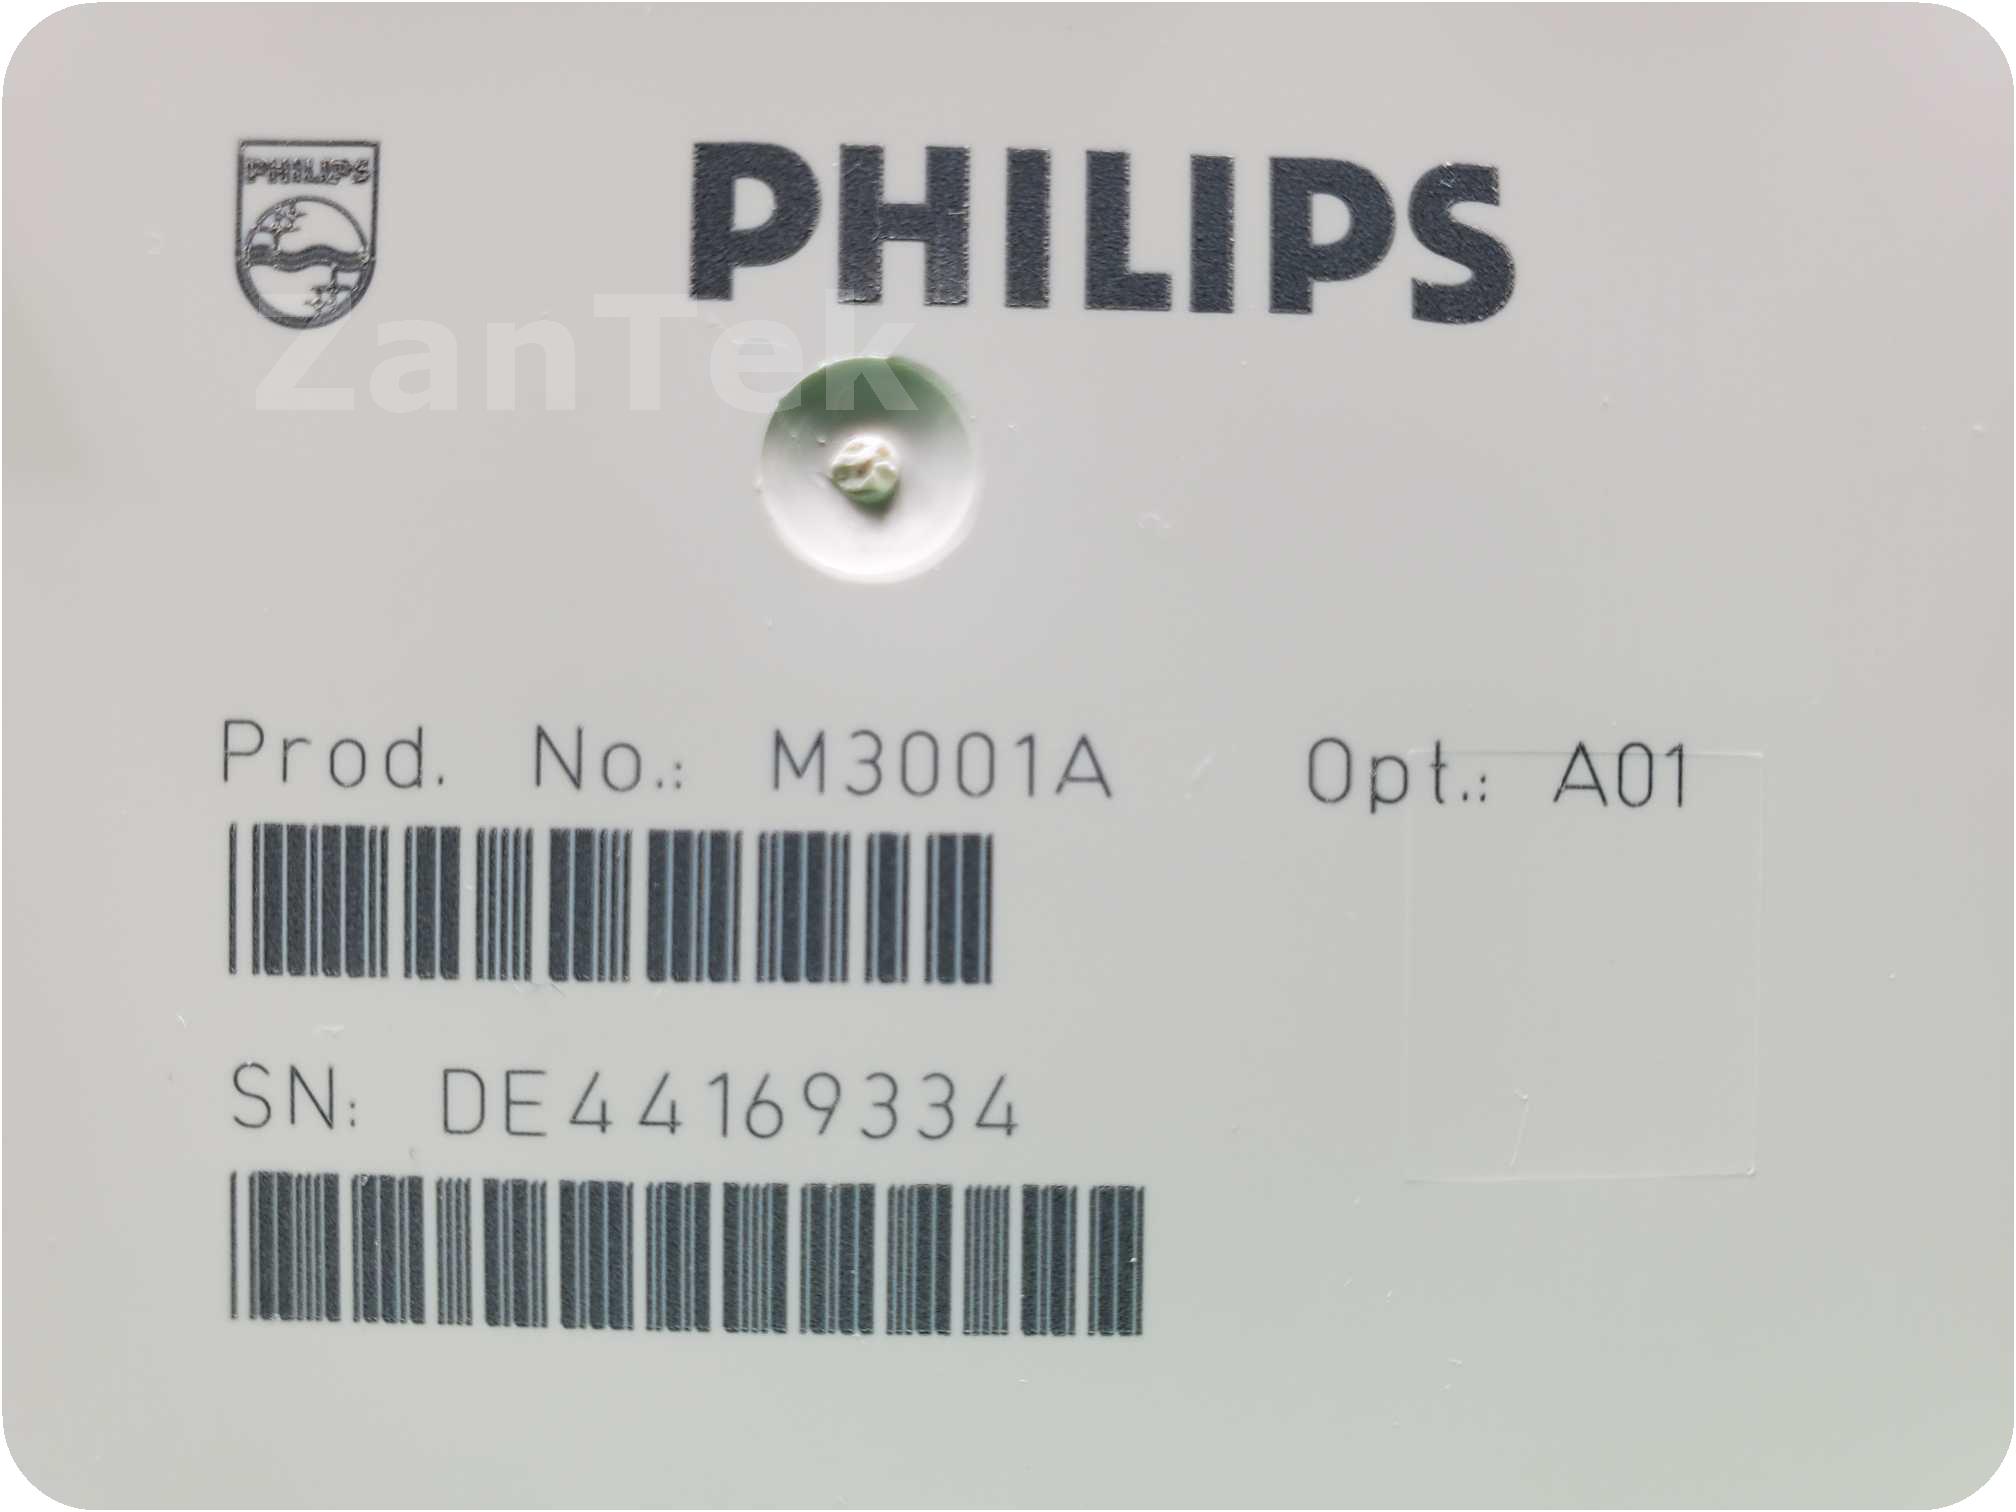 PHILIPS
PHILIPS
ZanTek
Prod. No.: M3001A Opt.: A01
SN: DE44169334